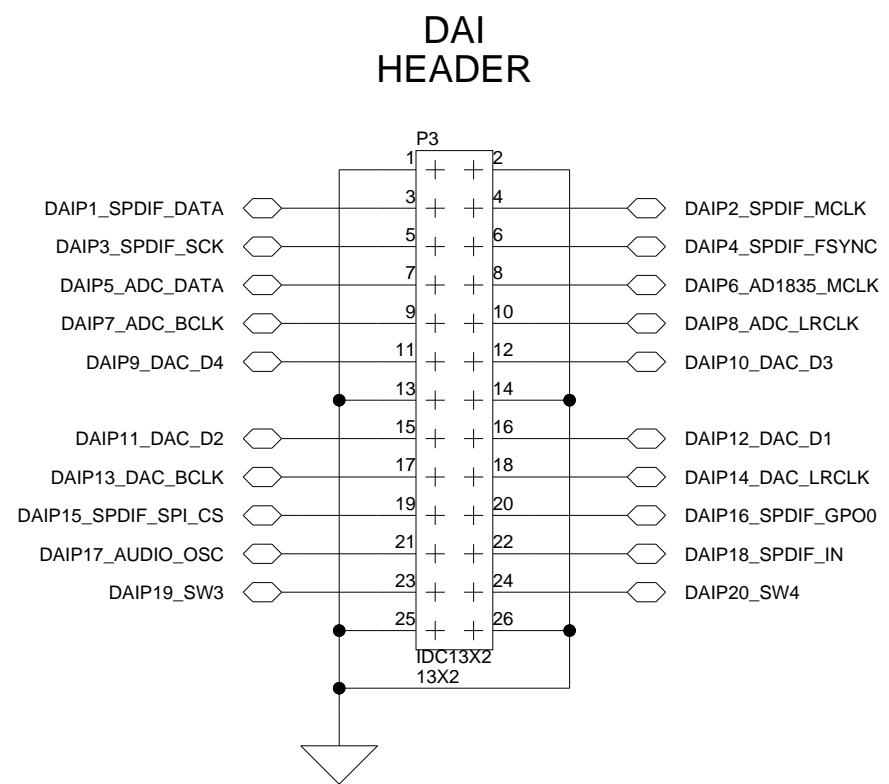 DAI
HEADER
P3
1 2
DAIP1_SPDIF_DATA 3 4 DAIP2_SPDIF_MCLK
DAIP3_SPDIF_SCK 5 6 DAIP4_SPDIF_FSYNC
DAIP5_ADC_DATA 7 8 DAIP6_AD1835_MCLK
DAIP7_ADC_BCLK 9 10 DAIP8_ADC_LRCLK
DAIP9_DAC_D4 11 12 DAIP10_DAC_D3
13 14
DAIP11_DAC_D2 15 16 DAIP12_DAC_D1
DAIP13_DAC_BCLK 17 18 DAIP14_DAC_LRCLK
DAIP15_SPDIF_SPI_CS 19 20 DAIP16_SPDIF_GPO0
DAIP17_AUDIO_OSC 21 22 DAIP18_SPDIF_IN
DAIP19_SW3 23 24 DAIP20_SW4
25 26
IDC13X2
13X2